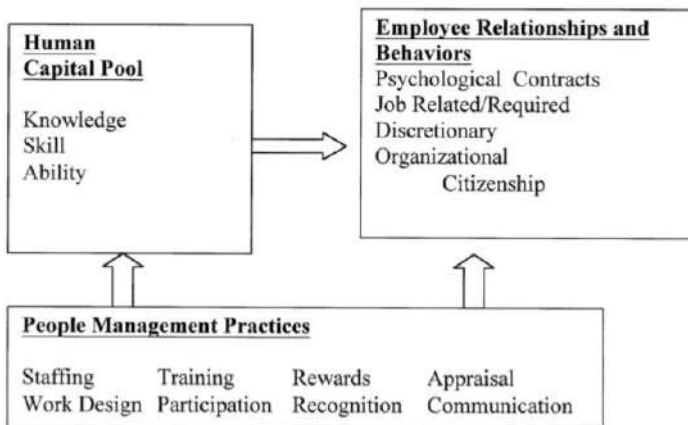 Human
Capital Pool
Knowledge
Skill
Ability
Employee Relationships and
Behaviors
Psychological Contracts
Job Related/Required
Discretionary
Organizational
Citizenship
People Management Practices
Staffing Training Rewards Appraisal
Work Design Participation Recognition Communication